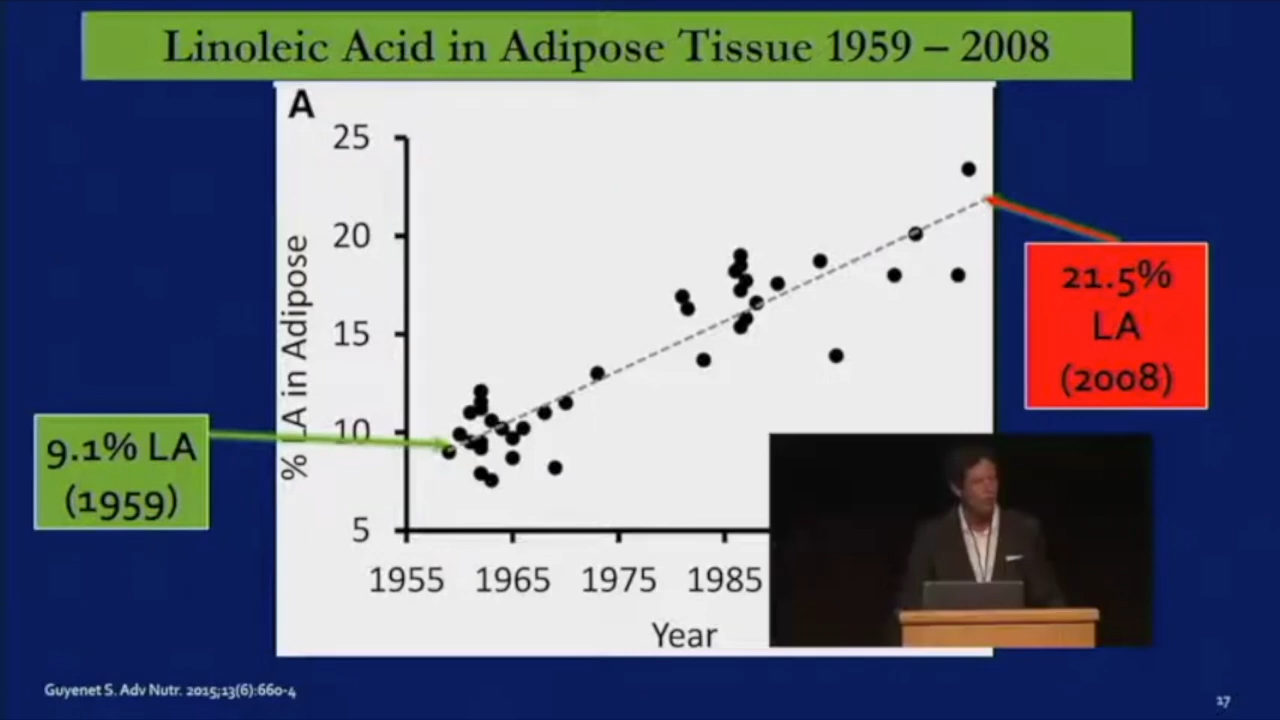 Linoleic Acid in Adipose Tissue 1959 – 2008
A
25
20
15
10
5
% LA in Adipose
1955 1965 1975 1985
Year
9.1% LA
(1959)
21.5%
LA
(2008)
Guyenet S. Adv Nutr. 2015;13(6):660-4
17